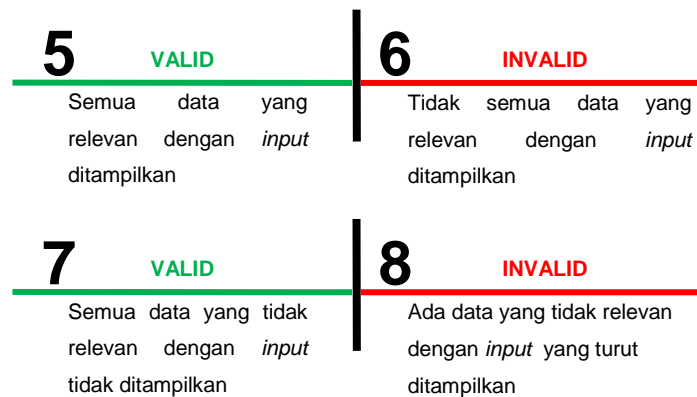 5 VALID
Semua data yang
relevan dengan input
ditampilkan
6 INVALID
Tidak semua data yang
relevan dengan input
ditampilkan
7 VALID
Semua data yang tidak
relevan dengan input
tidak ditampilkan
8 INVALID
Ada data yang tidak relevan
dengan input yang turut
ditampilkan